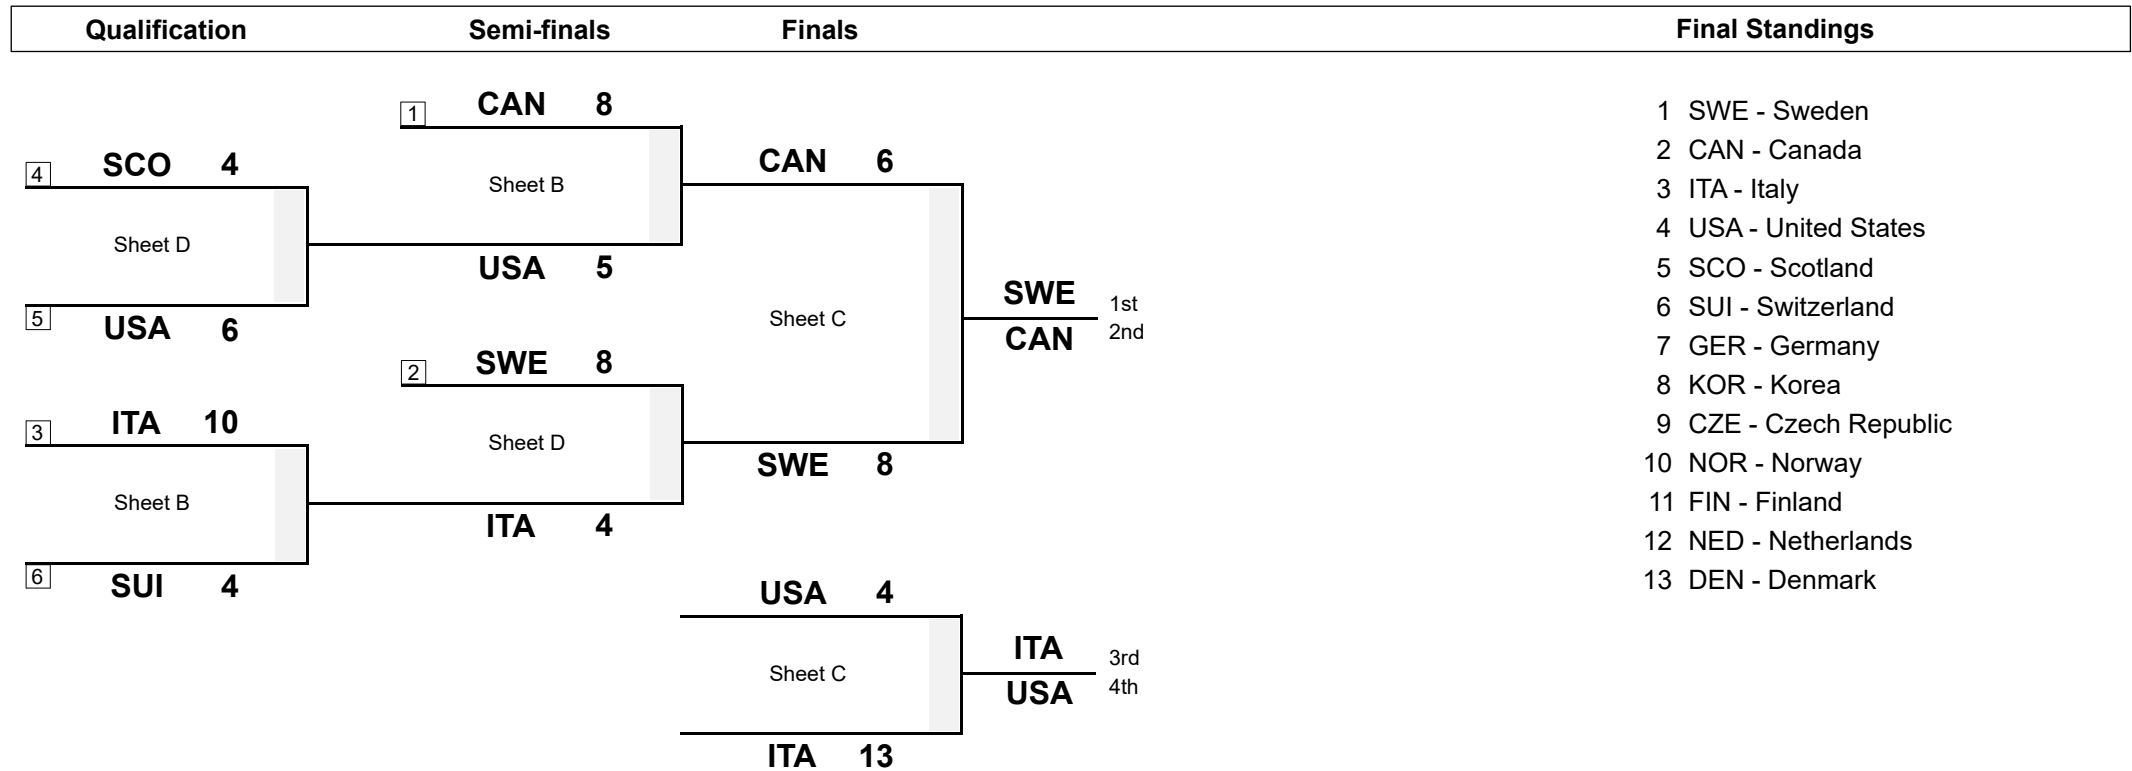 Qualification Semi-finals Finals Final Standings
1 CAN 8
4 SCO 4
Sheet B
CAN 6
Sheet D
USA 5
5 USA 6
Sheet C
SWE 1st
CAN 2nd
2 SWE 8
3 ITA 10
Sheet D
SWE 8
Sheet B
ITA 4
6 SUI 4
USA 4
Sheet C
ITA 3rd
USA 4th
ITA 13
1 SWE - Sweden
2 CAN - Canada
3 ITA - Italy
4 USA - United States
5 SCO - Scotland
6 SUI - Switzerland
7 GER - Germany
8 KOR - Korea
9 CZE - Czech Republic
10 NOR - Norway
11 FIN - Finland
12 NED - Netherlands
13 DEN - Denmark